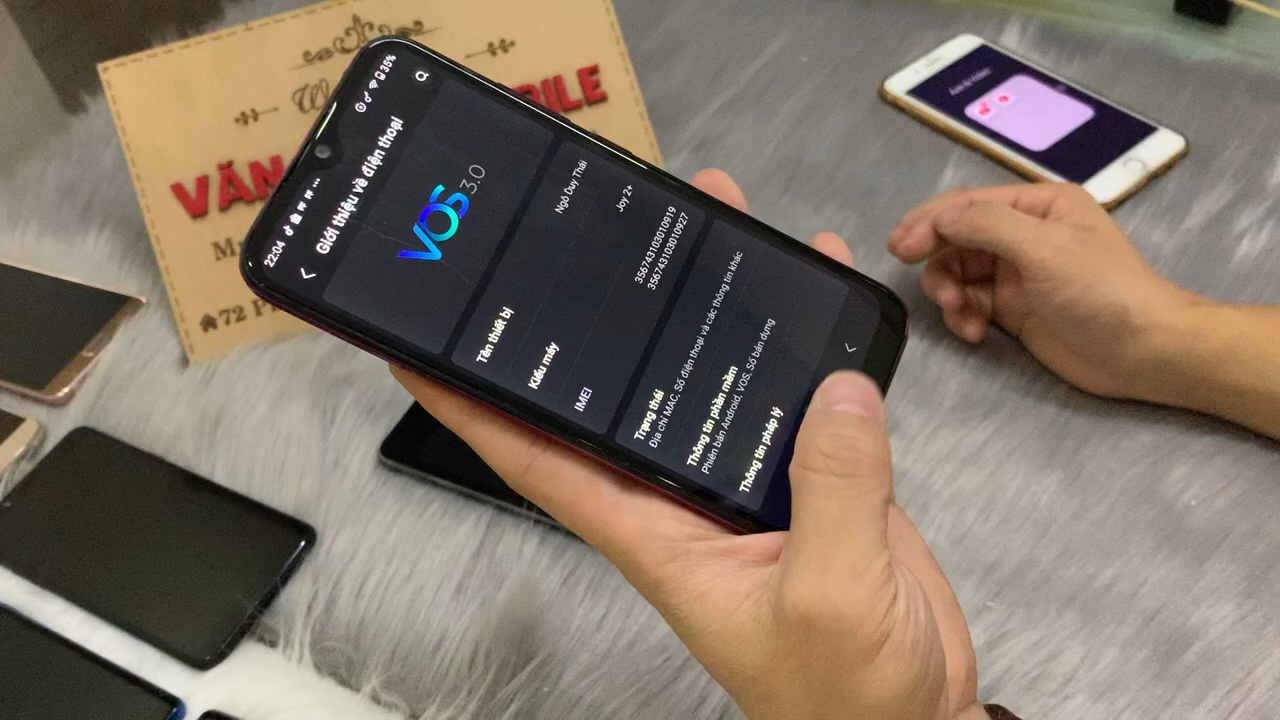 22:04
35%
Giới thiệu về điện thoại
VOS 3.0
Tên thiết bị
Ngô Duy Thái
Kiểu máy
Joy 2+
IMEI
356743103010919
356743103010927
Trạng thái
Địa chỉ MAC, Số điện thoại và các thông tin khác
Thông tin phần mềm
Phiên bản Android, VOS, Số bản dựng
Thông tin pháp lý
VĂN
72